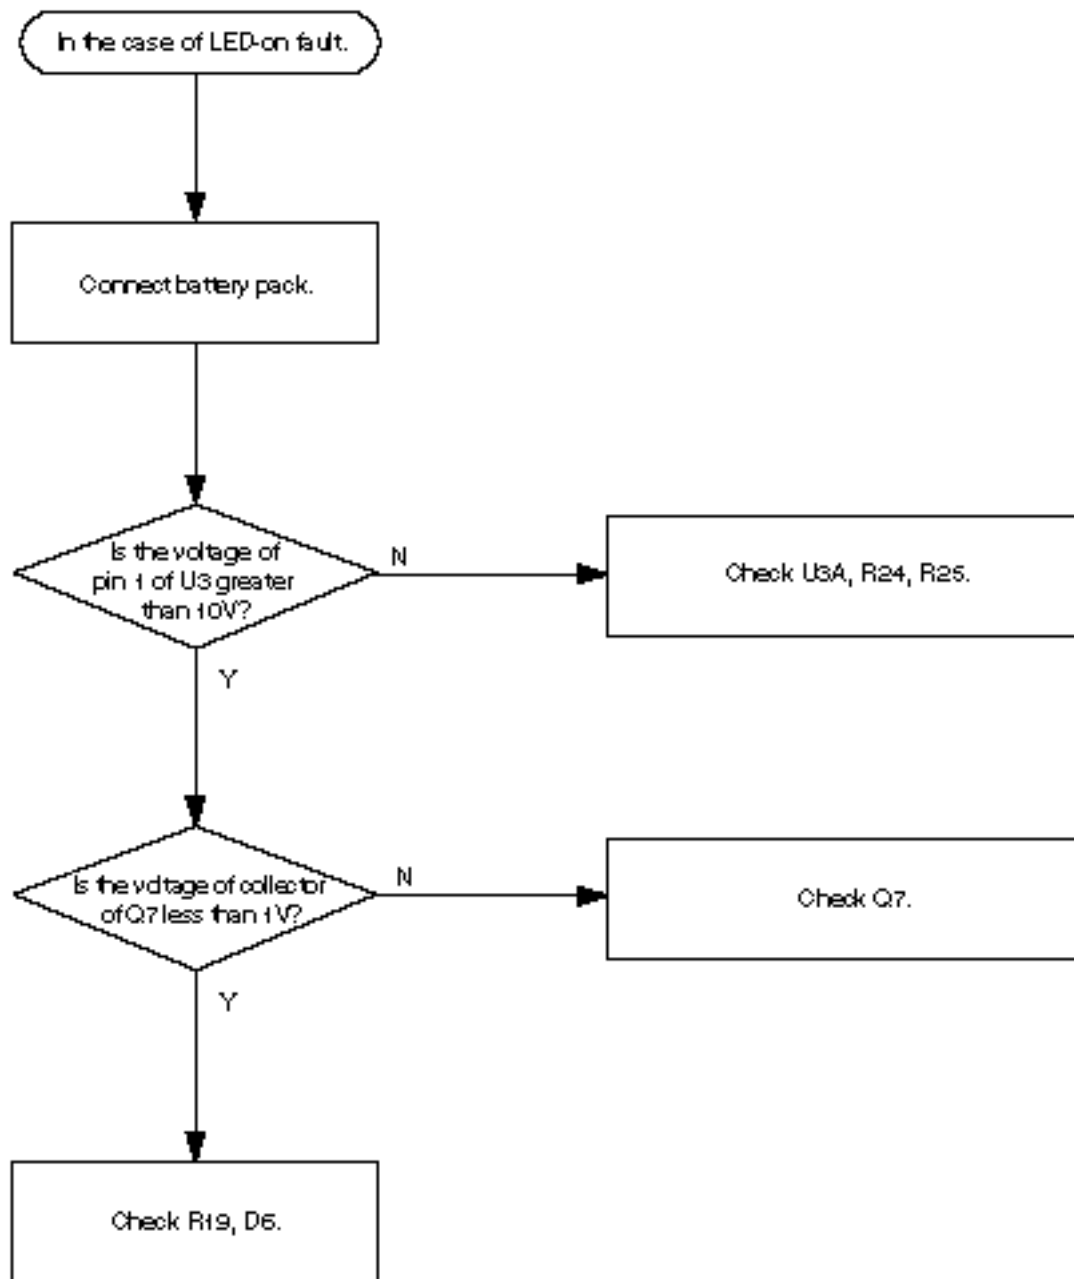 In the case of LED-on fault.
Connect battery pack.
Is the voltage of
pin 1 of U3 greater
than 10V?
N
Check U3A, R24, R25.
Y
Is the voltage of collector
of Q7 less than 1V?
N
Check Q7.
Y
Check R19, D6.